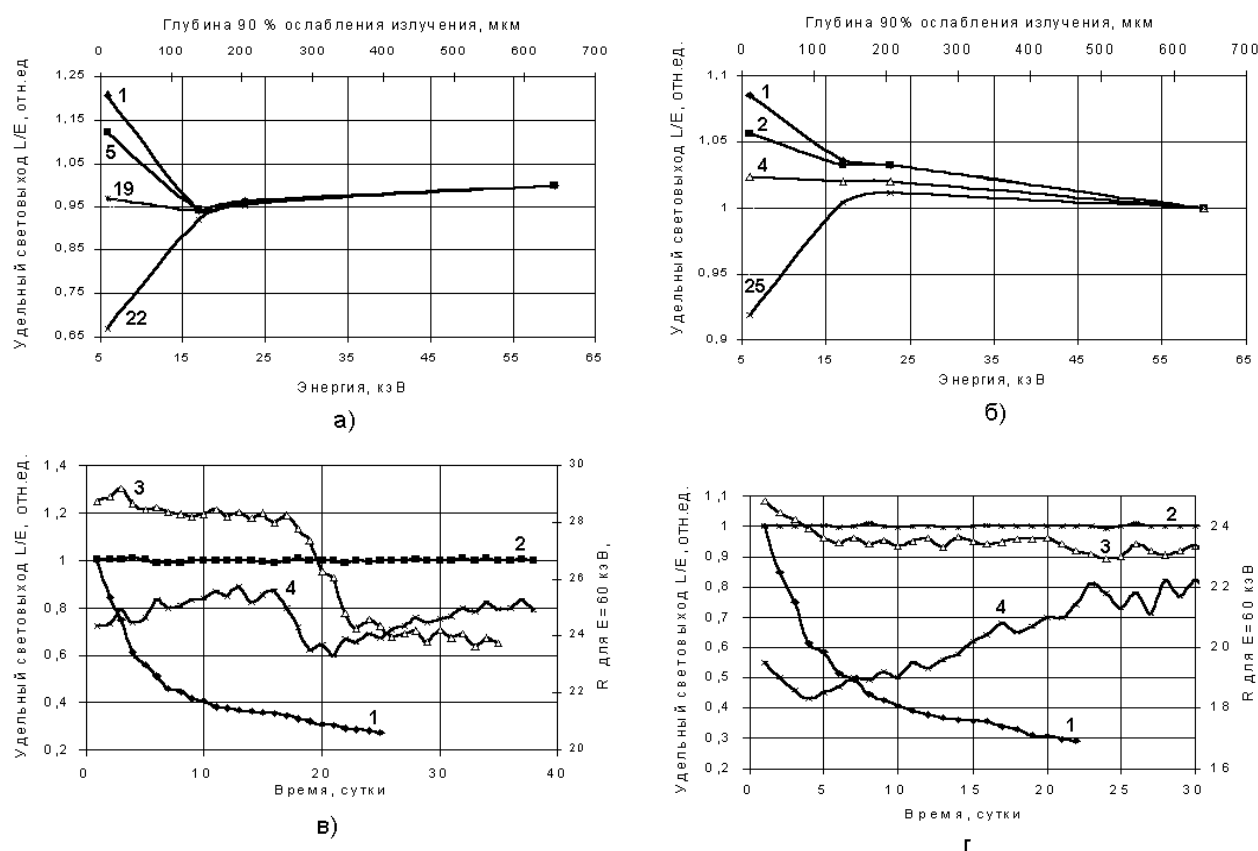 Глубина 90 % ослабления излучения, мкм
0 100 200 300 400 500 600 700
Удельный световыход L/E, отн.ед.
1,25
1,15
1,05
0,95
0,85
0,75
0,65
1
5
19
22
5 15 25 35 45 55 65
Энергия, кэВ
а)
Глубина 90% ослабления излучения, мкм
0 100 200 300 400 500 600 700
Удельный световыход L/E, отн.ед.
1,1
1,05
1
0,95
0,9
1
2
4
25
5 15 25 35 45 55 65
Энергия, кэВ
б)
Удельный световыход L/E, отн.ед.
1,4
1,2
1
0,8
0,6
0,4
0,2
3
2
4
1
30
28
26
24
22
20
R для E=60 кэВ,
0 10 20 30 40
Время, сутки
в)
Удельный световыход L/E, отн.ед.
1,1
1
0,9
0,8
0,7
0,6
0,5
0,4
0,3
0,2
2
3
4
1
24
22
20
18
16
R для E=60 кэВ
0 5 10 15 20 25 30
Время, сутки
г